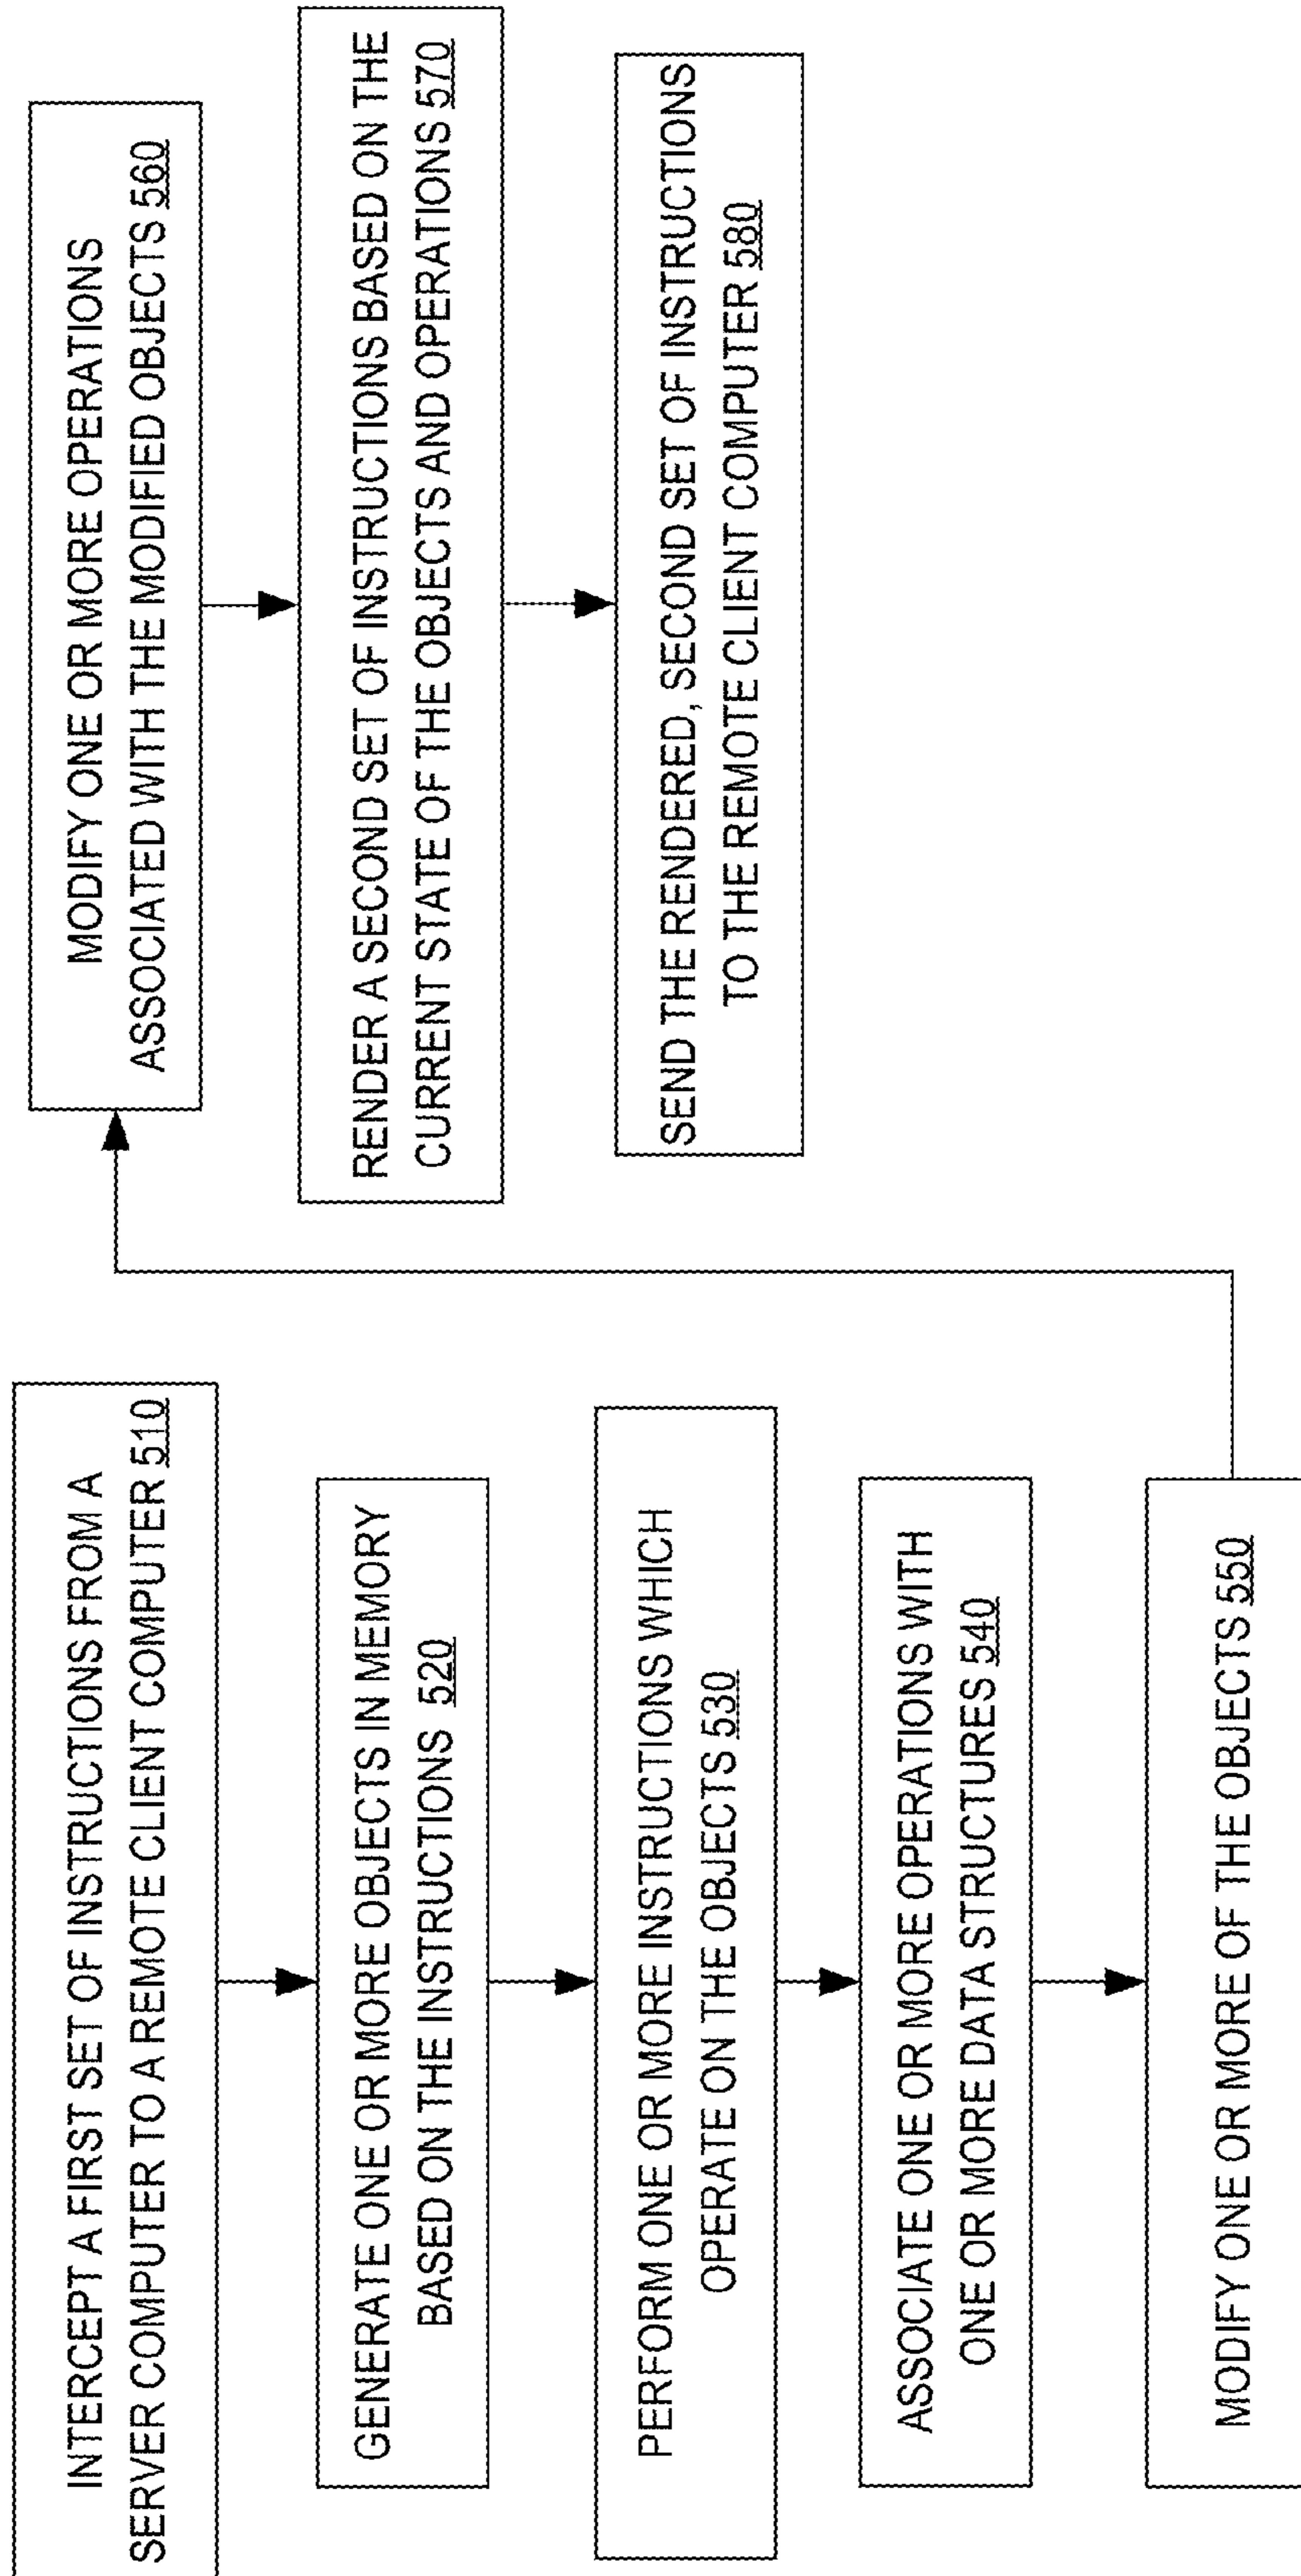 INTERCEPT A FIRST SET OF INSTRUCTIONS FROM A
SERVER COMPUTER TO A REMOTE CLIENT COMPUTER 510
GENERATE ONE OR MORE OBJECTS IN MEMORY
BASED ON THE INSTRUCTIONS 520
PERFORM ONE OR MORE INSTRUCTIONS WHICH
OPERATE ON THE OBJECTS 530
ASSOCIATE ONE OR MORE OPERATIONS WITH
ONE OR MORE DATA STRUCTURES 540
MODIFY ONE OR MORE OF THE OBJECTS 550
MODIFY ONE OR MORE OPERATIONS
ASSOCIATED WITH THE MODIFIED OBJECTS 560
RENDER A SECOND SET OF INSTRUCTIONS BASED ON THE
CURRENT STATE OF THE OBJECTS AND OPERATIONS 570
SEND THE RENDERED, SECOND SET OF INSTRUCTIONS
TO THE REMOTE CLIENT COMPUTER 580